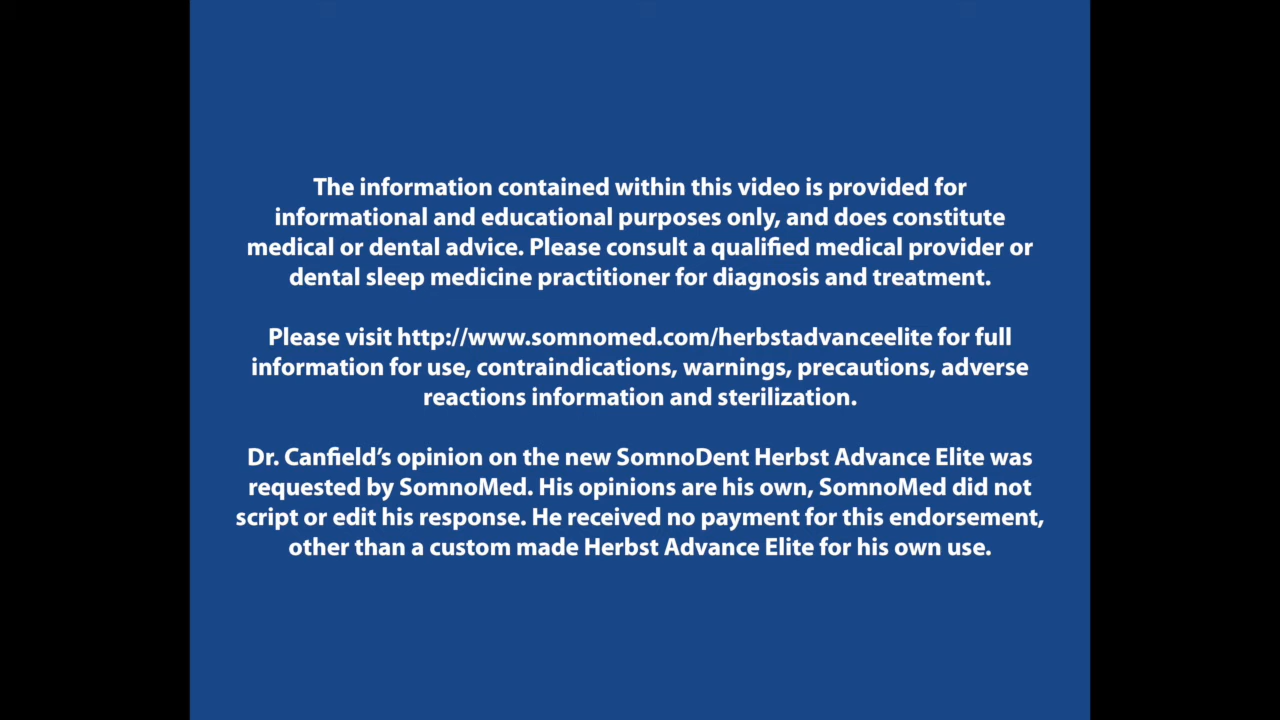 The information contained within this video is provided for
informational and educational purposes only, and does constitute
medical or dental advice. Please consult a qualified medical provider or
dental sleep medicine practitioner for diagnosis and treatment.
Please visit http://www.somnomed.com/herbstadvanceelite for full
information for use, contraindications, warnings, precautions, adverse
reactions information and sterilization.
Dr. Canfield’s opinion on the new SomnoDent Herbst Advance Elite was
requested by SomnoMed. His opinions are his own, SomnoMed did not
script or edit his response. He received no payment for this endorsement,
other than a custom made Herbst Advance Elite for his own use.